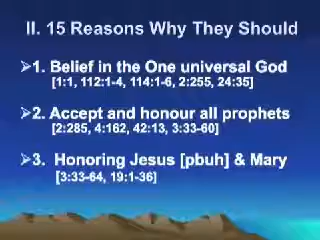 II. 15 Reasons Why They Should
➢1. Belief in the One universal God
[1:1, 112:1-4, 114:1-6, 2:255, 24:35]
➢2. Accept and honour all prophets
[2:285, 4:162, 42:13, 3:33-60]
➢3. Honoring Jesus [pbuh] & Mary
[3:33-64, 19:1-36]